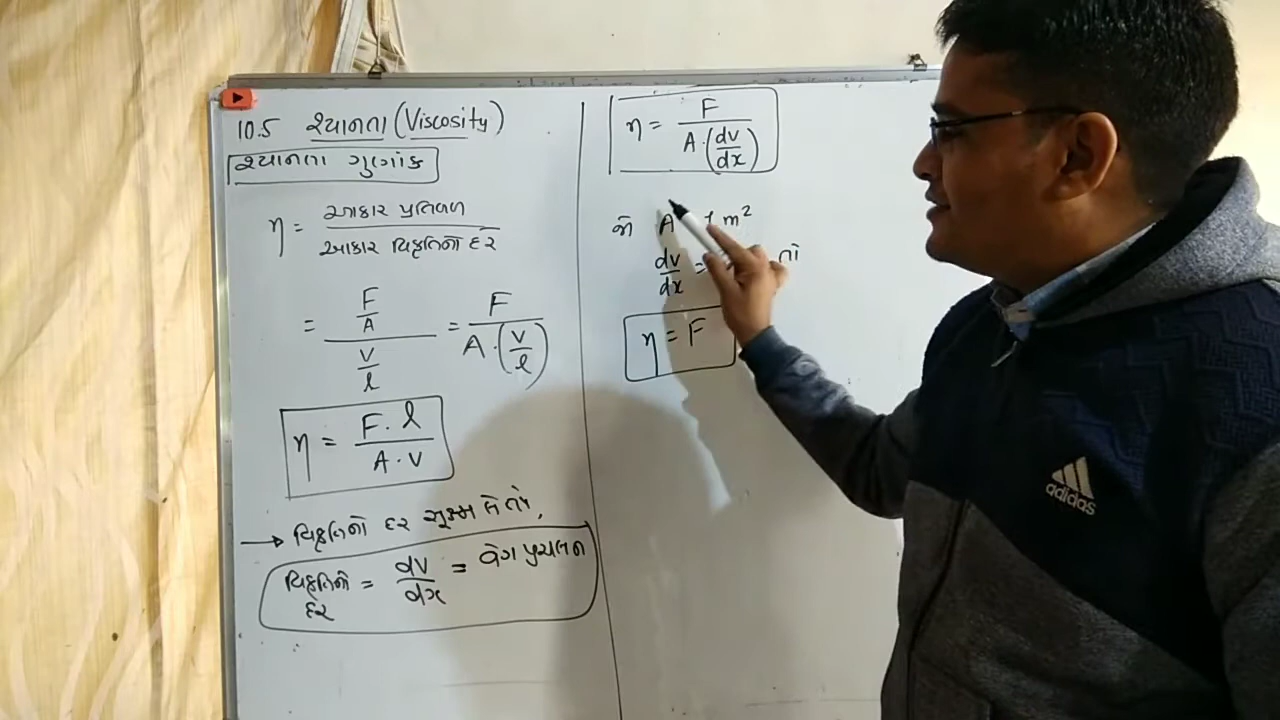 10.5 શ્યાનતા (Viscosity)
શ્યાનતા ગુણાંક
η = આકાર પ્રતિબળ / આકાર વિકૃતિનો દર
= (F/A) / (v/l) = F / A·(v/l)
η = F·l / A·v
→ વિકૃતિનો દર સૂક્ષ્મ લેતાં,
વિકૃતિનો દર = dv/dx = વેગ પ્રચલન
η = F / A·(dv/dx)
જો A 1 m²
dv/dx = તો
η = F
adidas